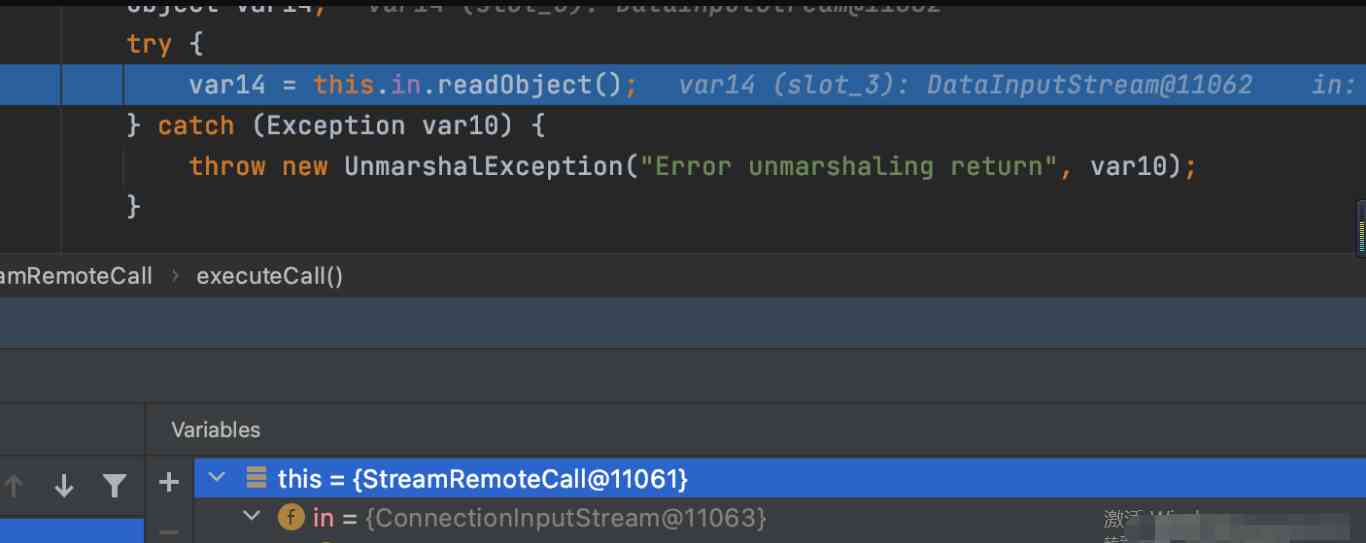 object var14;   var14 (slot_3): DataInputStream@11062
try {
var14 = this.in.readObject();   var14 (slot_3): DataInputStream@11062   in:
} catch (Exception var10) {
throw new UnmarshalException("Error unmarshaling return", var10);
}
amRemoteCall › executeCall()
Variables
this = {StreamRemoteCall@11061}
f in = {ConnectionInputStream@11063}
激活